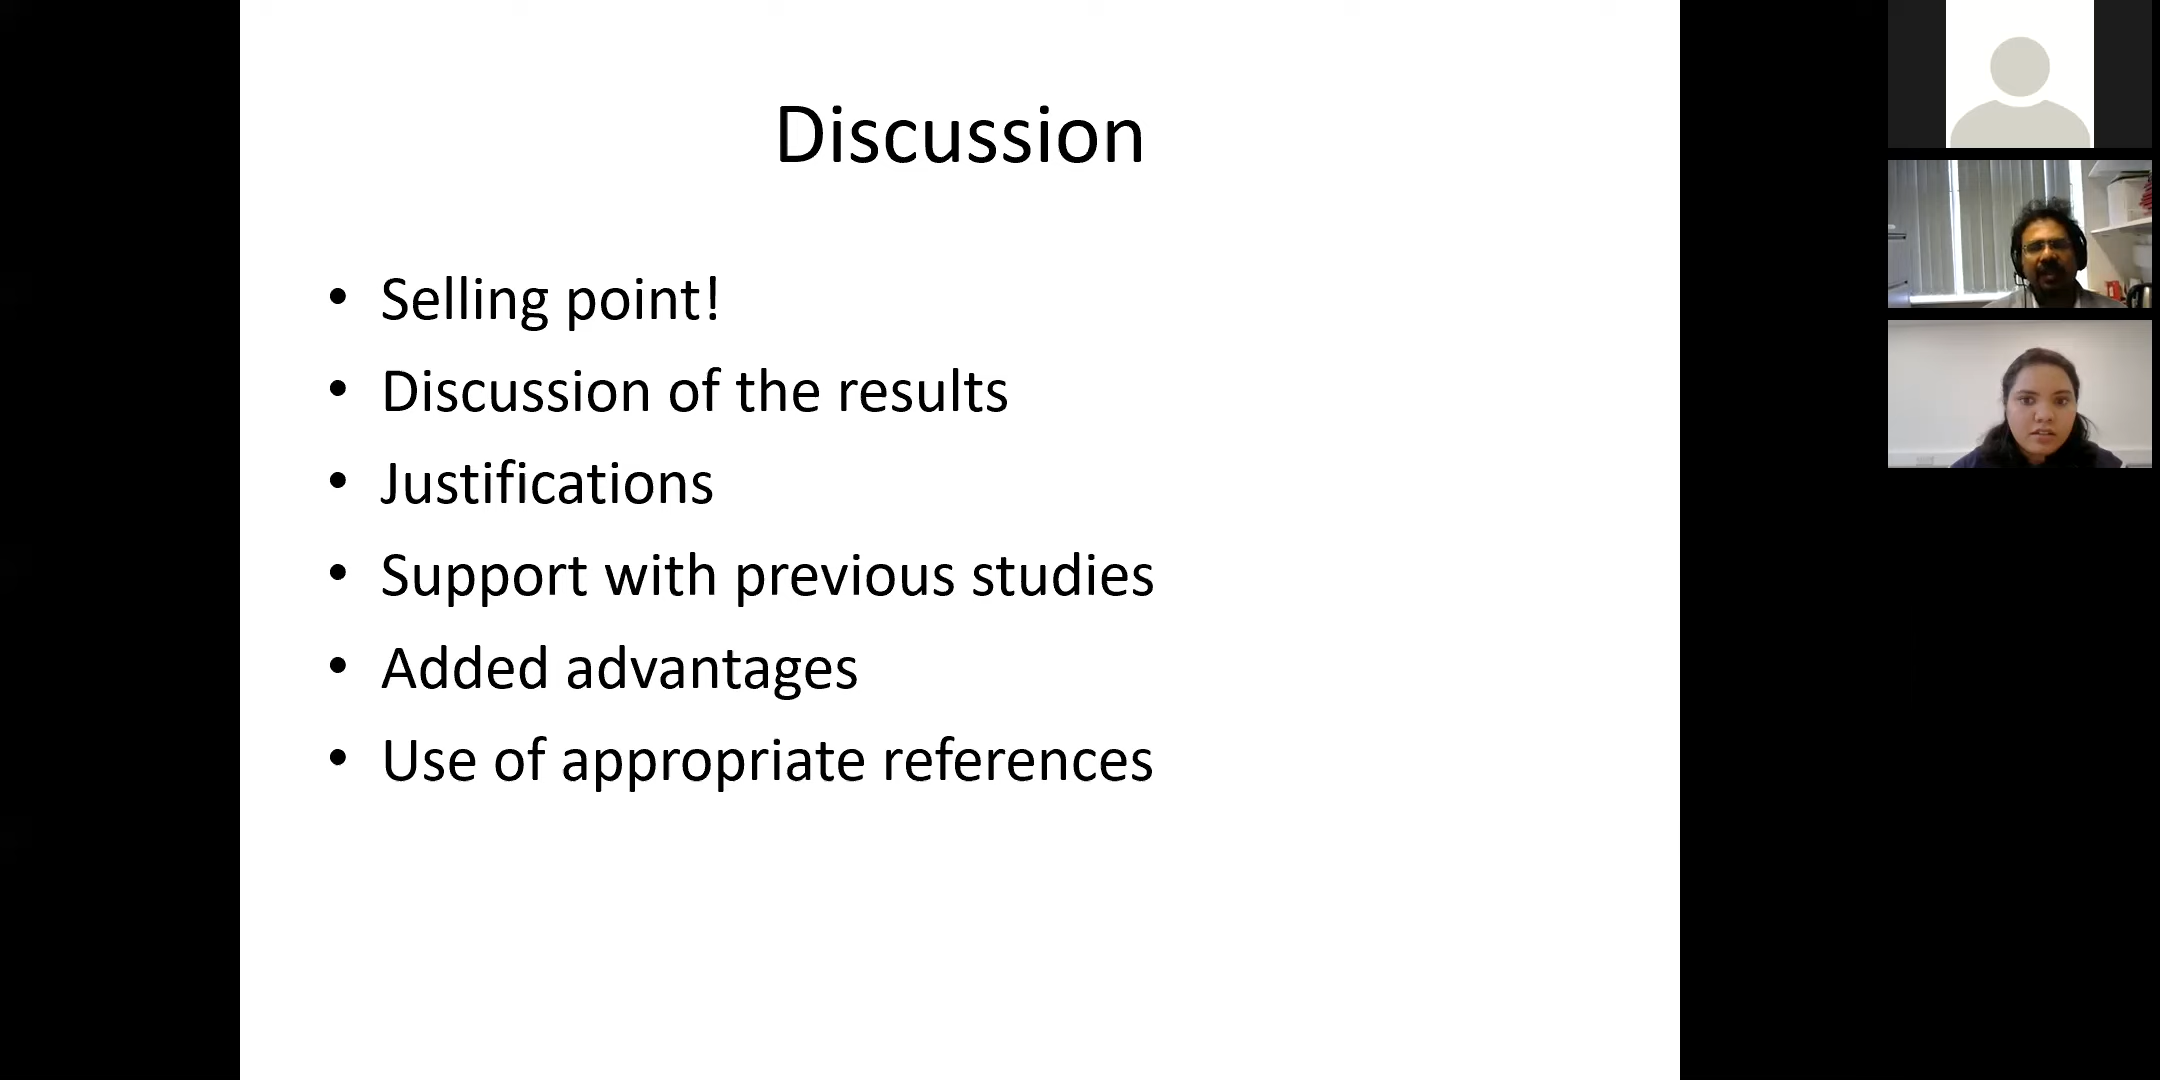 Discussion
• Selling point!
• Discussion of the results
• Justifications
• Support with previous studies
• Added advantages
• Use of appropriate references